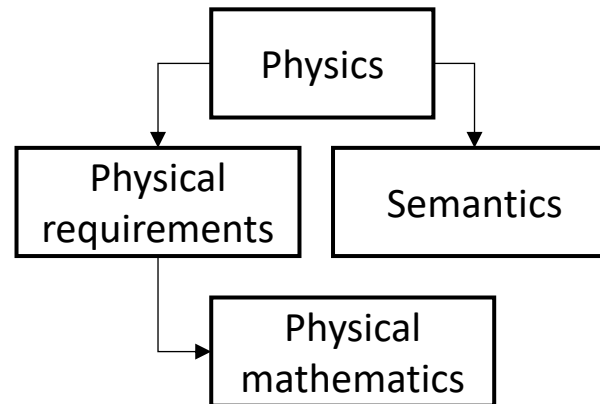 Physics
Physical
requirements
Semantics
Physical
mathematics